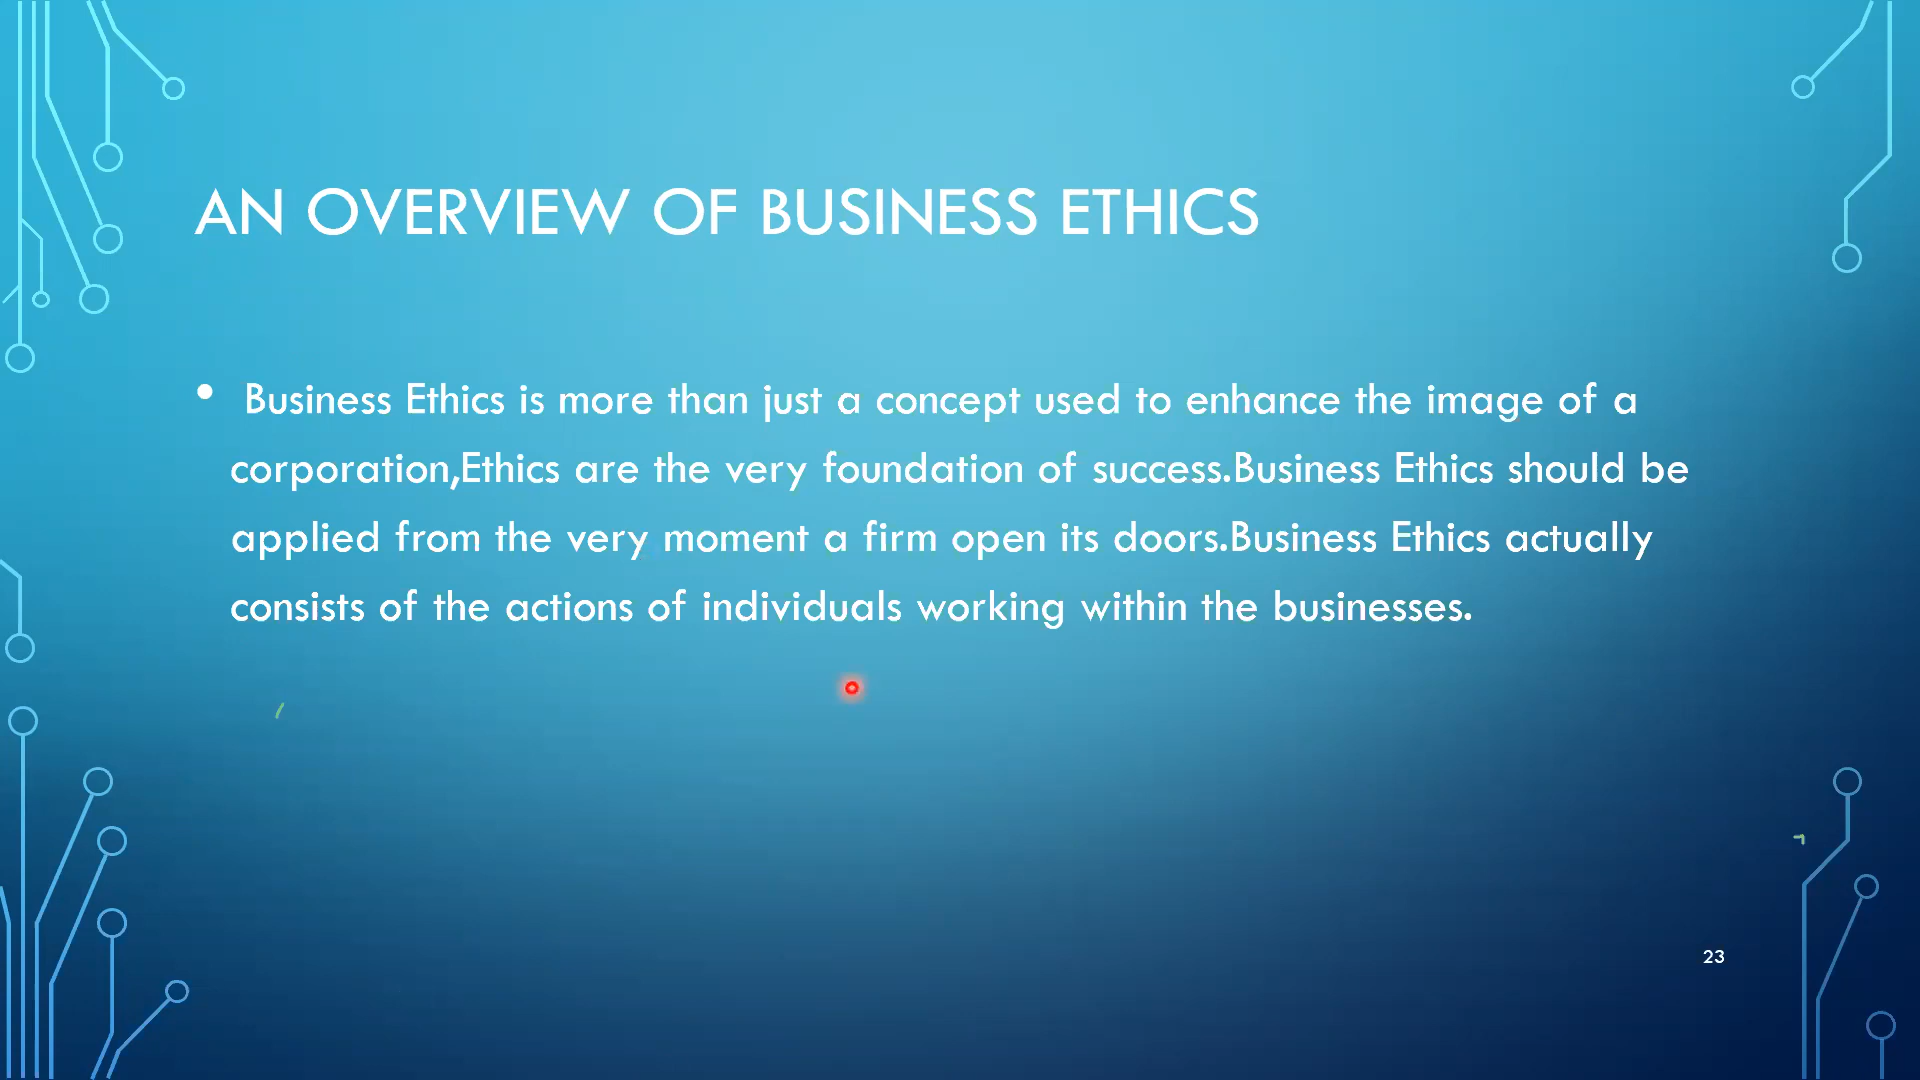 AN OVERVIEW OF BUSINESS ETHICS
• Business Ethics is more than just a concept used to enhance the image of a
corporation,Ethics are the very foundation of success.Business Ethics should be
applied from the very moment a firm open its doors.Business Ethics actually
consists of the actions of individuals working within the businesses.
23